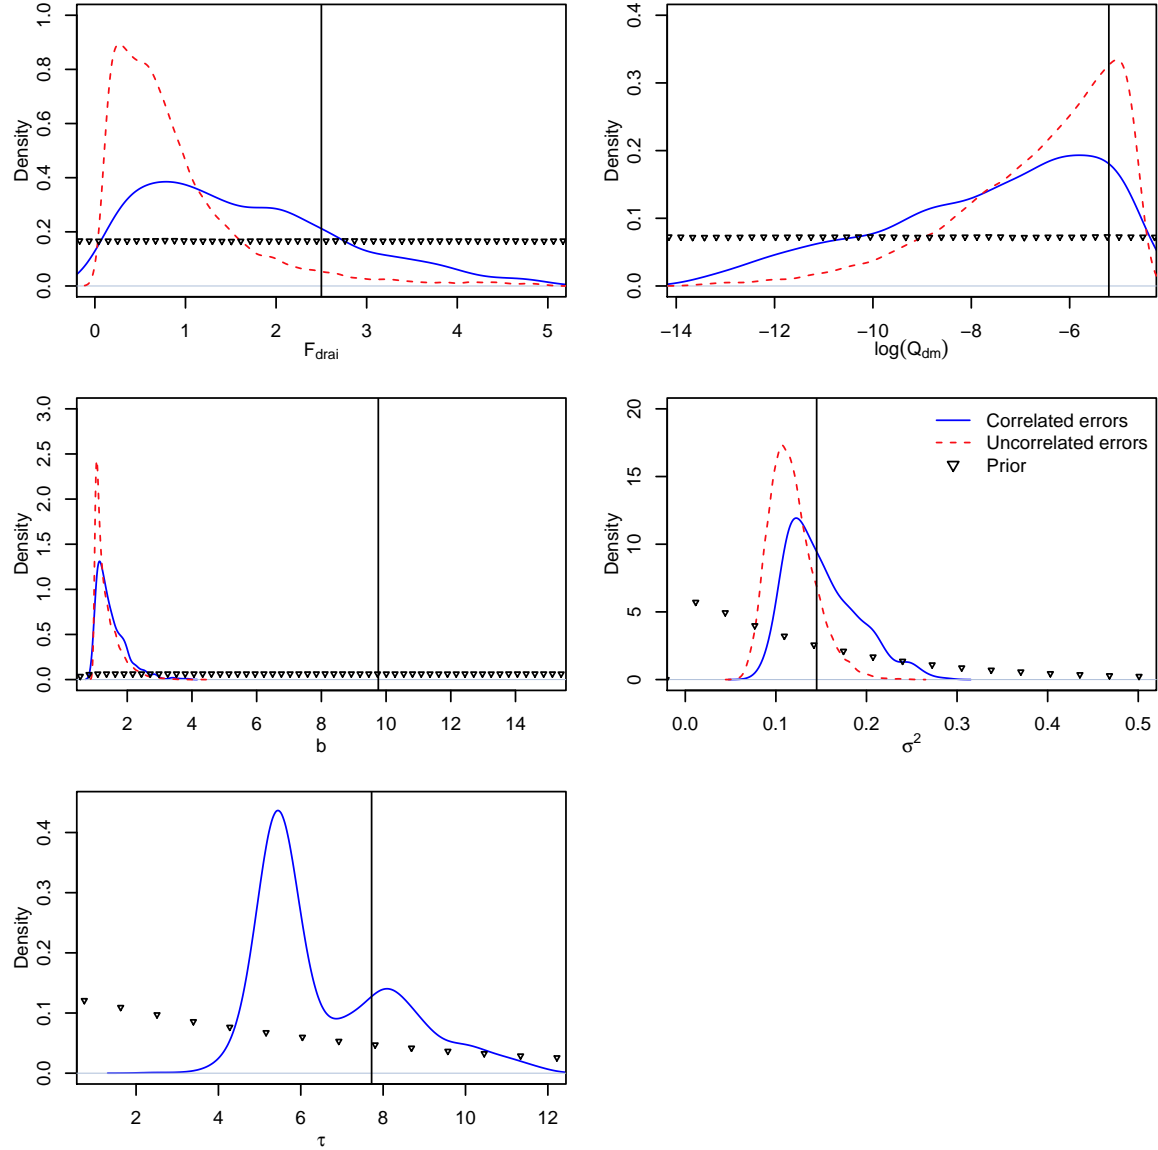 Density
0.0 0.2 0.4 0.6 0.8 1.0
0 1 2 3 4 5
F_drai
Density
0.0 0.1 0.2 0.3 0.4
−14 −12 −10 −8 −6
log(Q_dm)
Density
0.0 0.5 1.0 1.5 2.0 2.5 3.0
2 4 6 8 10 12 14
b
Density
0 5 10 15 20
Correlated errors
Uncorrelated errors
Prior
0.0 0.1 0.2 0.3 0.4 0.5
σ²
Density
0.0 0.1 0.2 0.3 0.4
2 4 6 8 10 12
τ